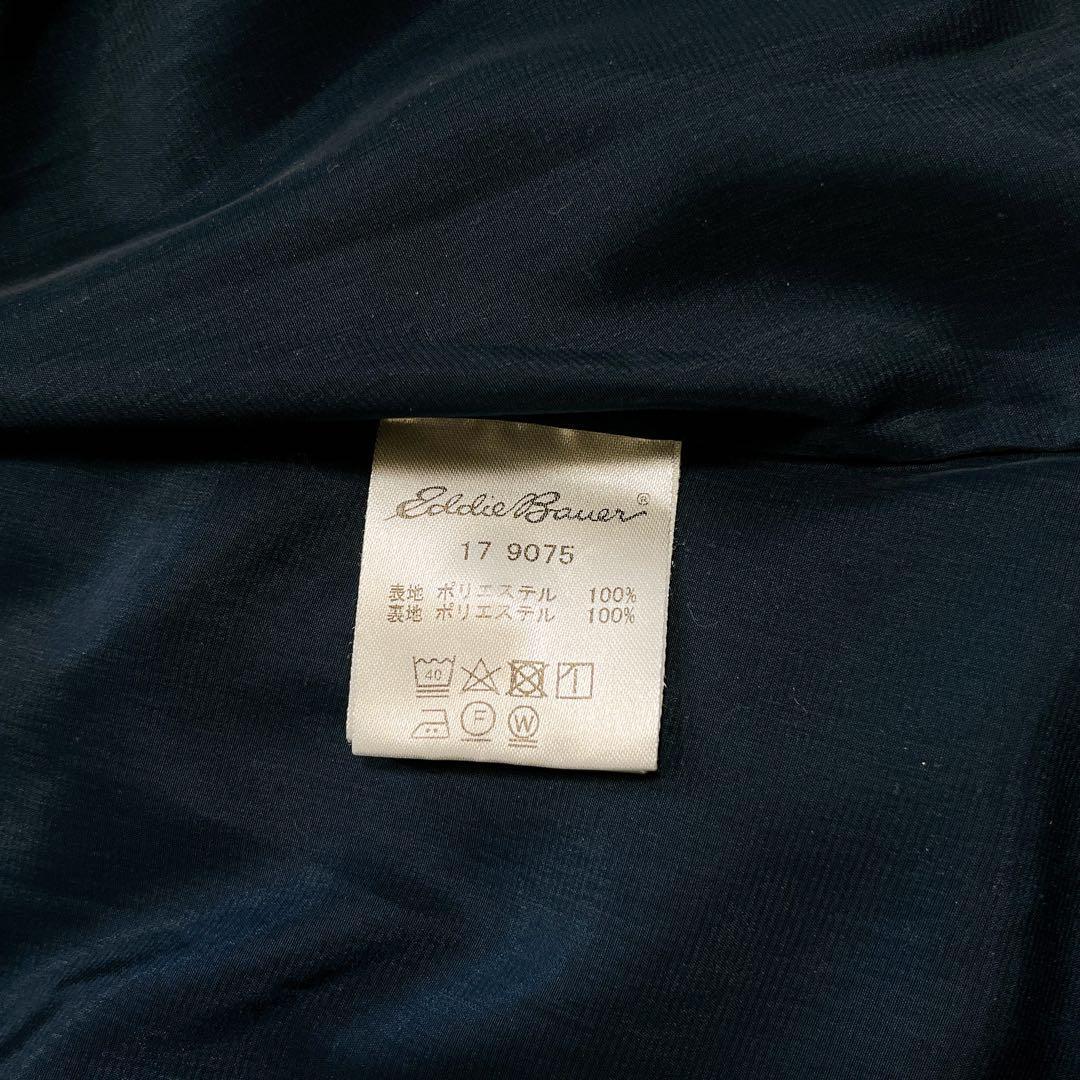 Eddie Bauer®
17 9075
表地 ポリエステル 100%
裏地 ポリエステル 100%
40
F W